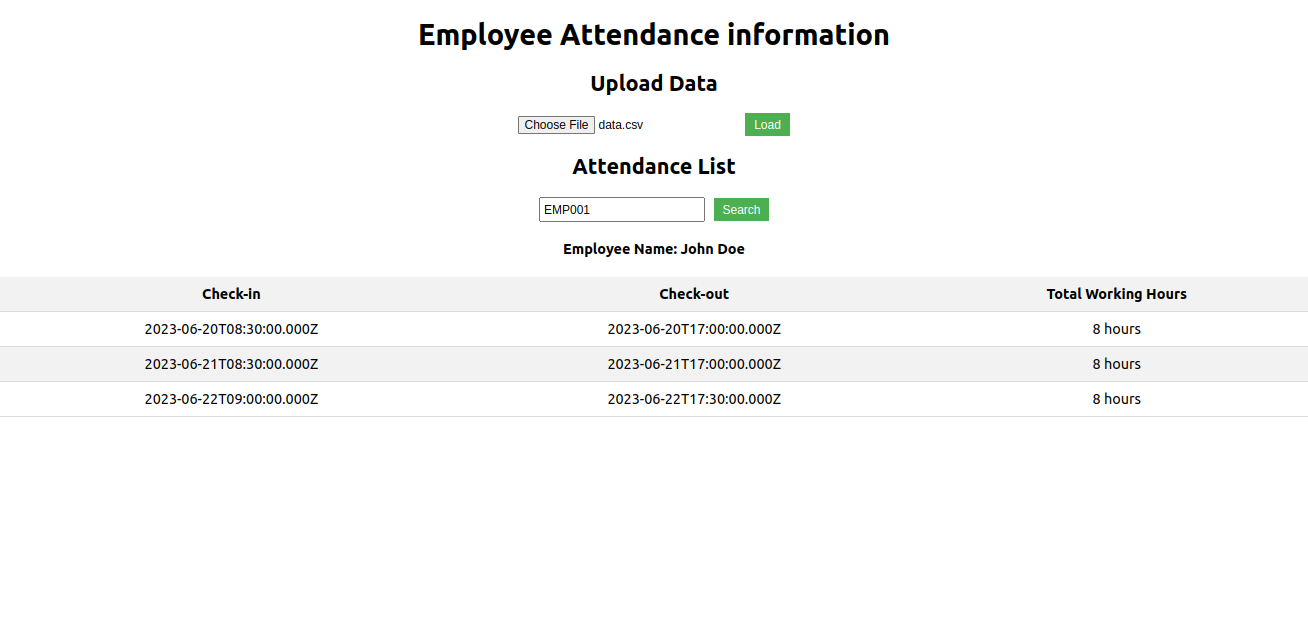 Employee Attendance information
Upload Data
Choose File data.csv Load
Attendance List
EMP001 Search
Employee Name: John Doe
Check-in Check-out Total Working Hours
2023-06-20T08:30:00.000Z 2023-06-20T17:00:00.000Z 8 hours
2023-06-21T08:30:00.000Z 2023-06-21T17:00:00.000Z 8 hours
2023-06-22T09:00:00.000Z 2023-06-22T17:30:00.000Z 8 hours